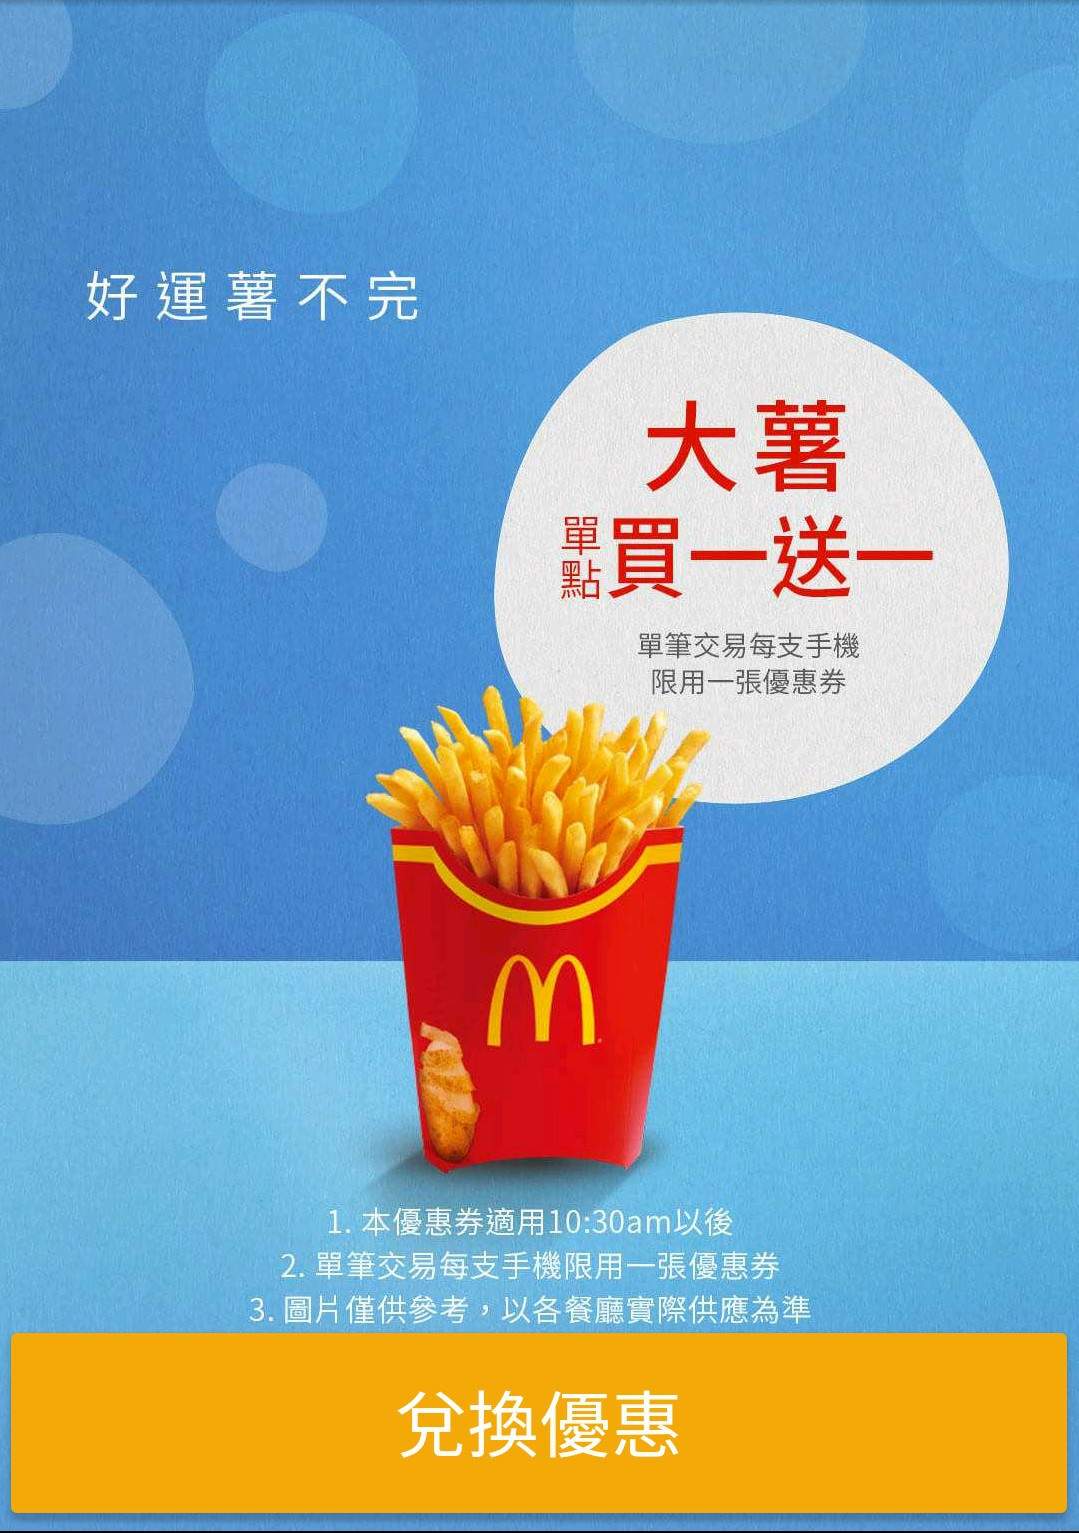 好運薯不完
大薯
單點買一送一
單筆交易每支手機
限用一張優惠券
1. 本優惠券適用10:30am以後
2. 單筆交易每支手機限用一張優惠券
3. 圖片僅供參考，以各餐廳實際供應為準
兌換優惠